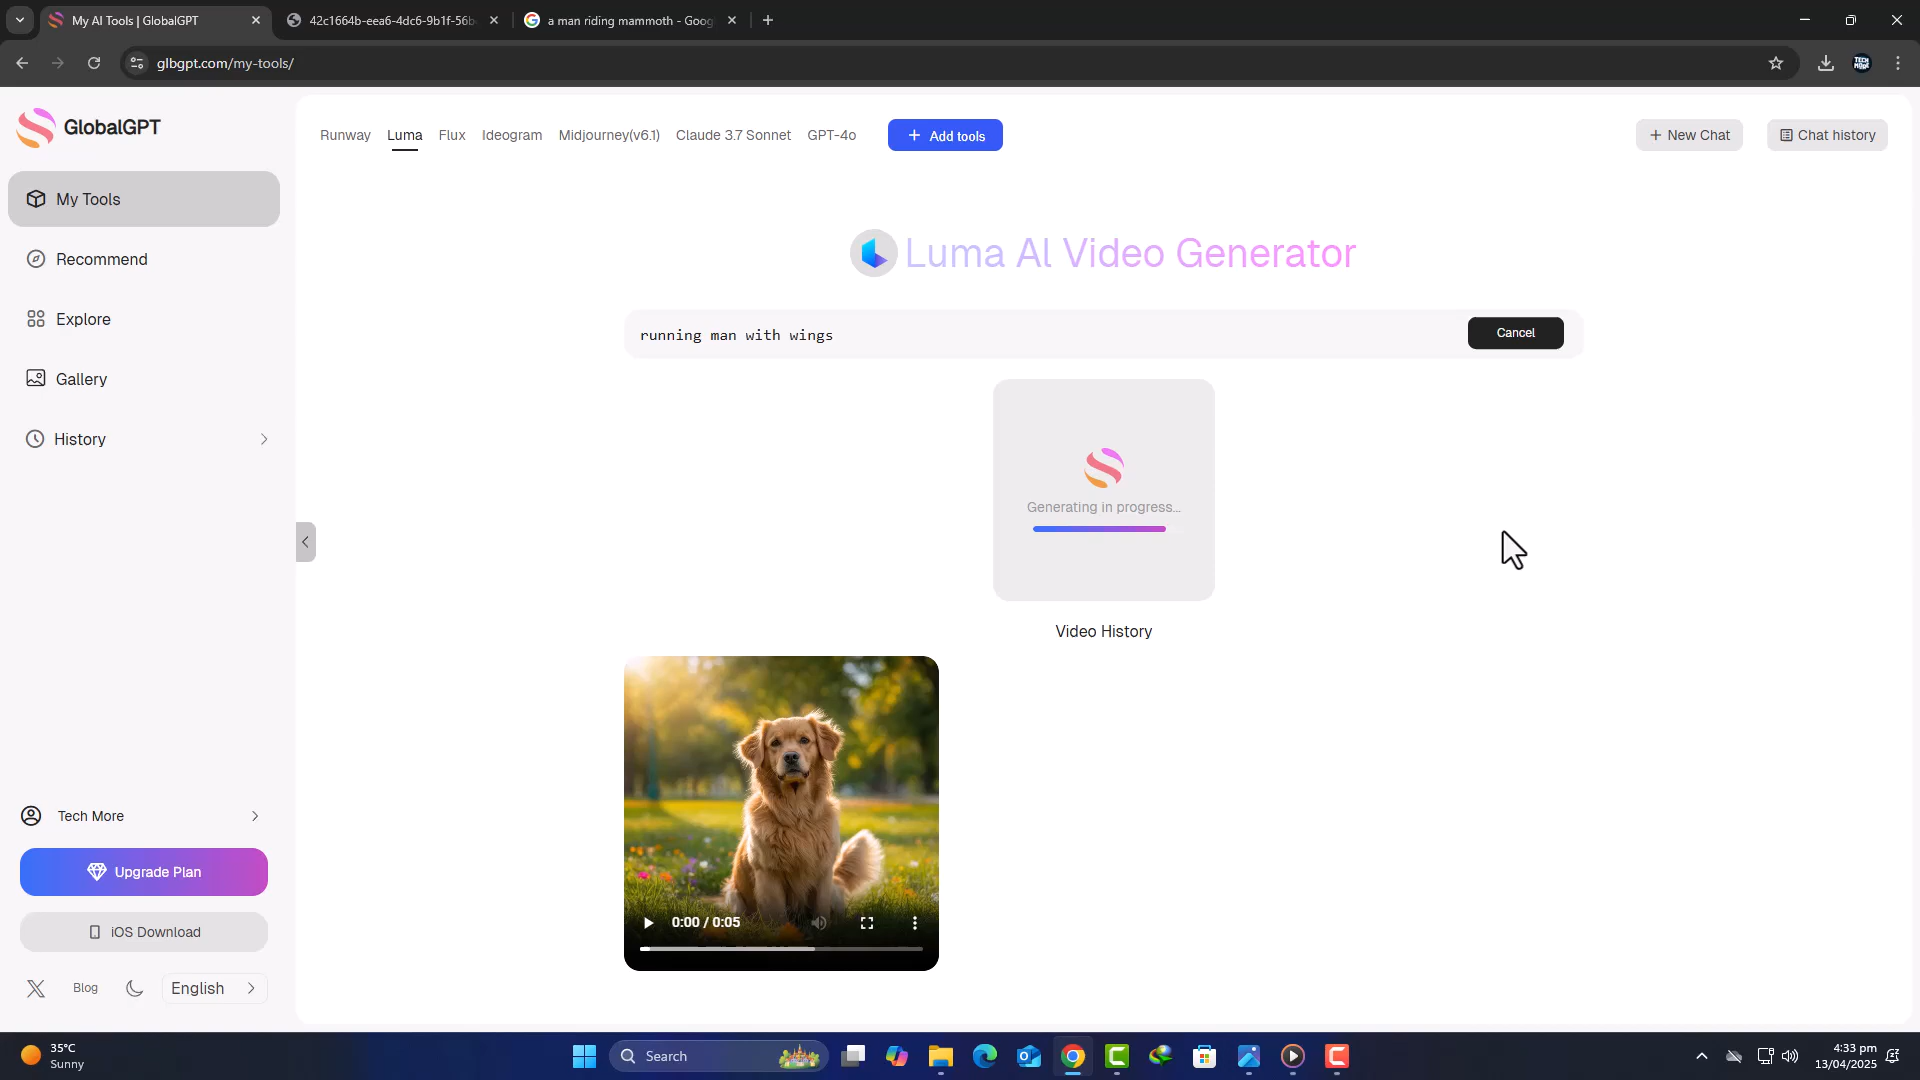 My AI Tools | GlobalGPT
42c1664b-eea6-4dc6-9b1f-56b
a man riding mammoth - Goog
glbgpt.com/my-tools/
TECH MORE
GlobalGPT
Runway Luma Flux Ideogram Midjourney(v6.1) Claude 3.7 Sonnet GPT-4o + Add tools
+ New Chat
Chat history
My Tools
Recommend
Explore
Gallery
History
Luma AI Video Generator
running man with wings
Cancel
Generating in progress...
Video History
0:00 / 0:05
Tech More
Upgrade Plan
iOS Download
Blog
English
35°C
Sunny
Search
4:33 pm
13/04/2025